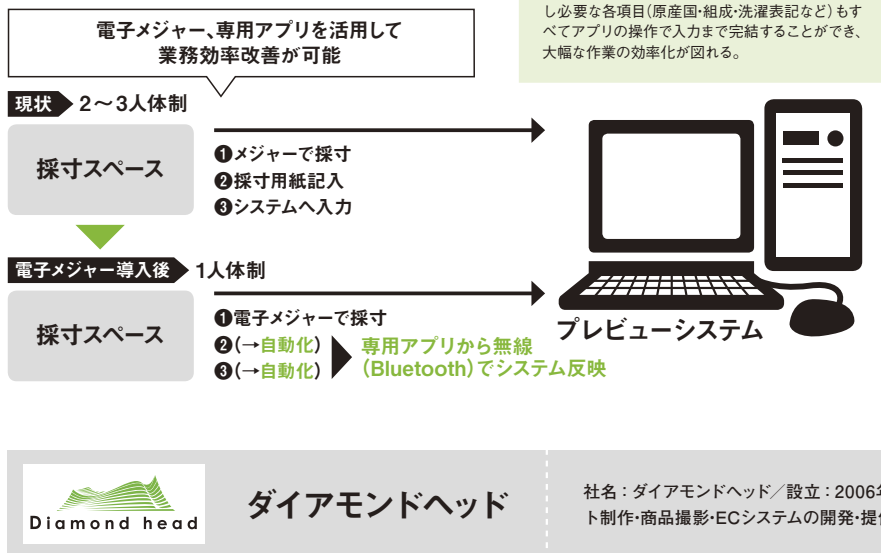 し必要な各項目(原産国・組成・洗濯表記など)もす
べてアプリの操作で入力まで完結することができ、
大幅な作業の効率化が図れる。
電子メジャー、専用アプリを活用して
業務効率改善が可能
現状 2〜3人体制
採寸スペース
❶メジャーで採寸
❷採寸用紙記入
❸システムへ入力
電子メジャー導入後 1人体制
採寸スペース
❶電子メジャーで採寸
❷(→自動化)
❸(→自動化)
専用アプリから無線
(Bluetooth)でシステム反映
プレビューシステム
Diamond head
ダイアモンドヘッド
社名：ダイアモンドヘッド／設立：2006年
ト制作・商品撮影・ECシステムの開発・提供